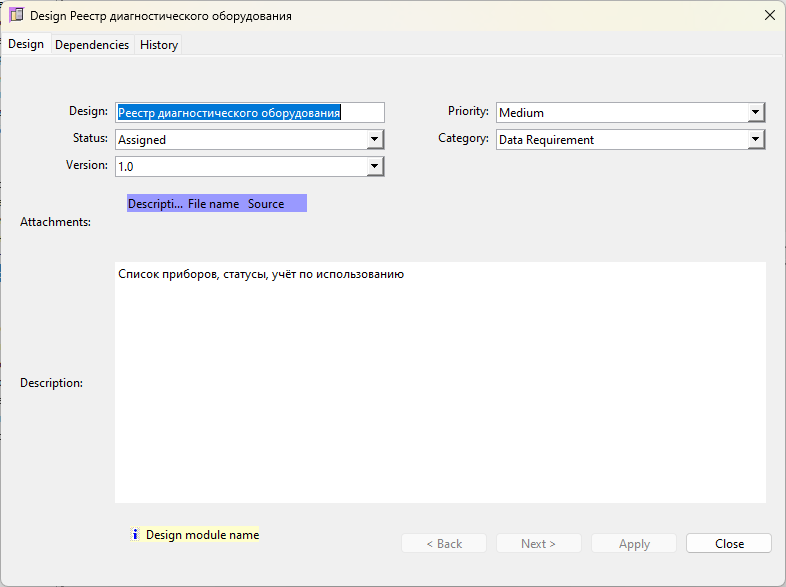 Design Реестр диагностического оборудования
Design Dependencies History
Design: Реестр диагностического оборудования Priority: Medium
Status: Assigned Category: Data Requirement
Version: 1.0
Descripti... File name Source
Attachments:
Список приборов, статусы, учёт по использованию
Description:
Design module name
< Back Next > Apply Close